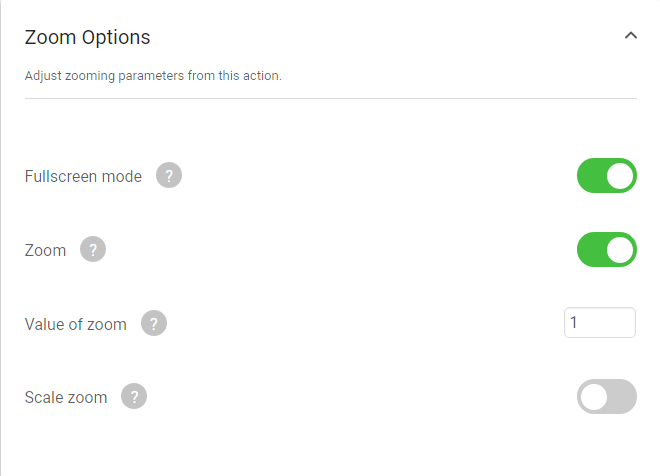 Zoom Options
Adjust zooming parameters from this action.
Fullscreen mode ?
Zoom ?
Value of zoom ? 1
Scale zoom ?